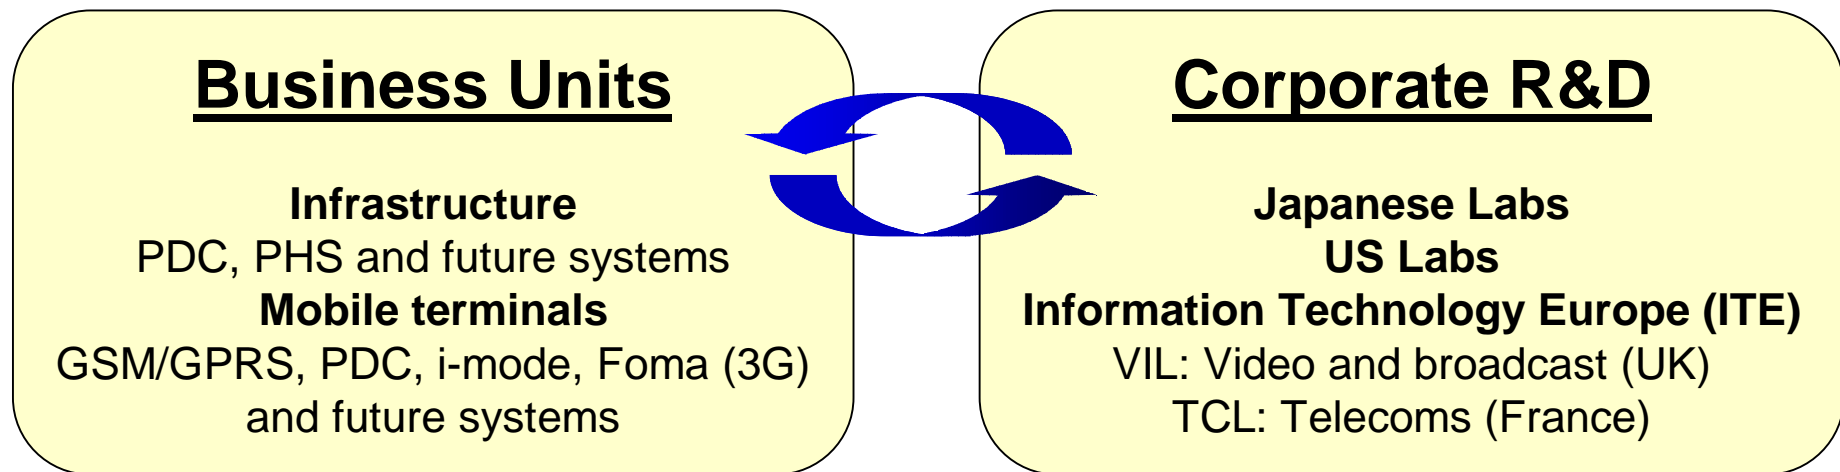 Business Units
Infrastructure
PDC, PHS and future systems
Mobile terminals
GSM/GPRS, PDC, i-mode, Foma (3G)
and future systems
Corporate R&D
Japanese Labs
US Labs
Information Technology Europe (ITE)
VIL: Video and broadcast (UK)
TCL: Telecoms (France)